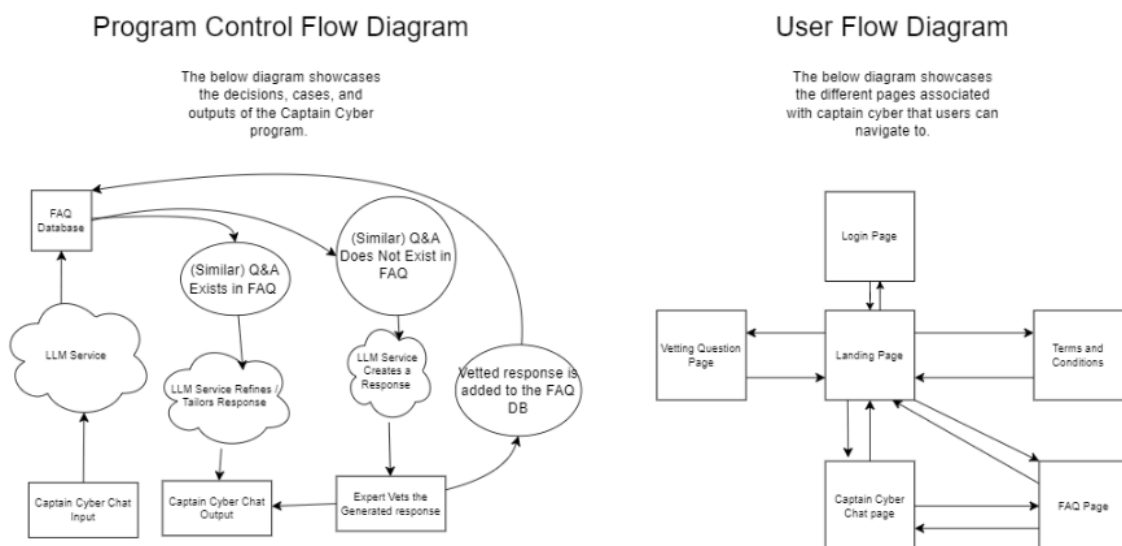 Program Control Flow Diagram
The below diagram showcases
the decisions, cases, and
outputs of the Captain Cyber
program.
FAQ
Database
(Similar) Q&A
Exists in FAQ
(Similar) Q&A
Does Not Exist in
FAQ
LLM Service
LLM Service Refines /
Tailors Response
LLM Service
Creates a
Response
Vetted response is
added to the FAQ
DB
Captain Cyber Chat
Input
Captain Cyber Chat
Output
Expert Vets the
Generated response
User Flow Diagram
The below diagram showcases
the different pages associated
with captain cyber that users can
navigate to.
Login Page
Vetting Question
Page
Landing Page
Terms and
Conditions
Captain Cyber
Chat page
FAQ Page